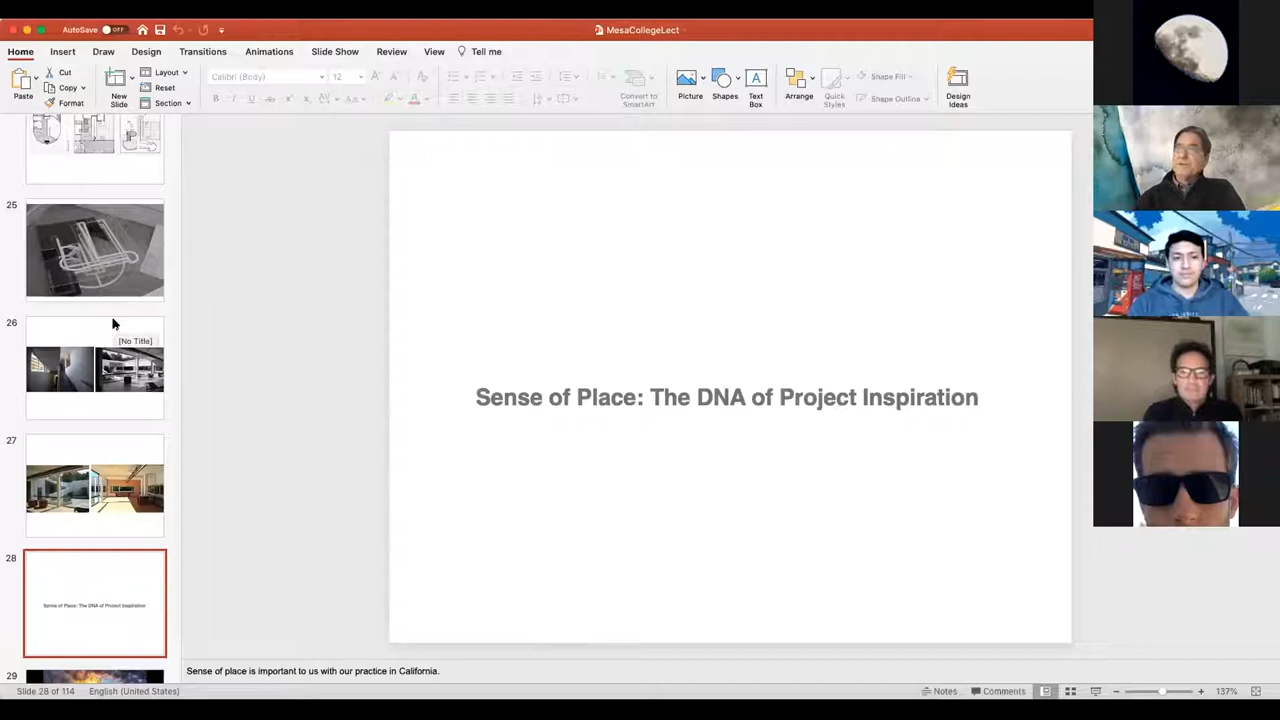 AutoSave OFF
MesaCollegeLect
Home Insert Draw Design Transitions Animations Slide Show Review View Tell me
Paste Cut Copy Format
New Slide Layout Reset Section
Calibri (Body) 12
Convert to SmartArt
Picture Shapes Text Box Arrange Quick Styles
Shape Fill
Shape Outline
Design Ideas
25
26
[No Title]
27
28
Sense of Place: The DNA of Project Inspiration
29
Sense of Place: The DNA of Project Inspiration
Sense of place is important to us with our practice in California.
Slide 28 of 114 English (United States) Notes Comments 137%